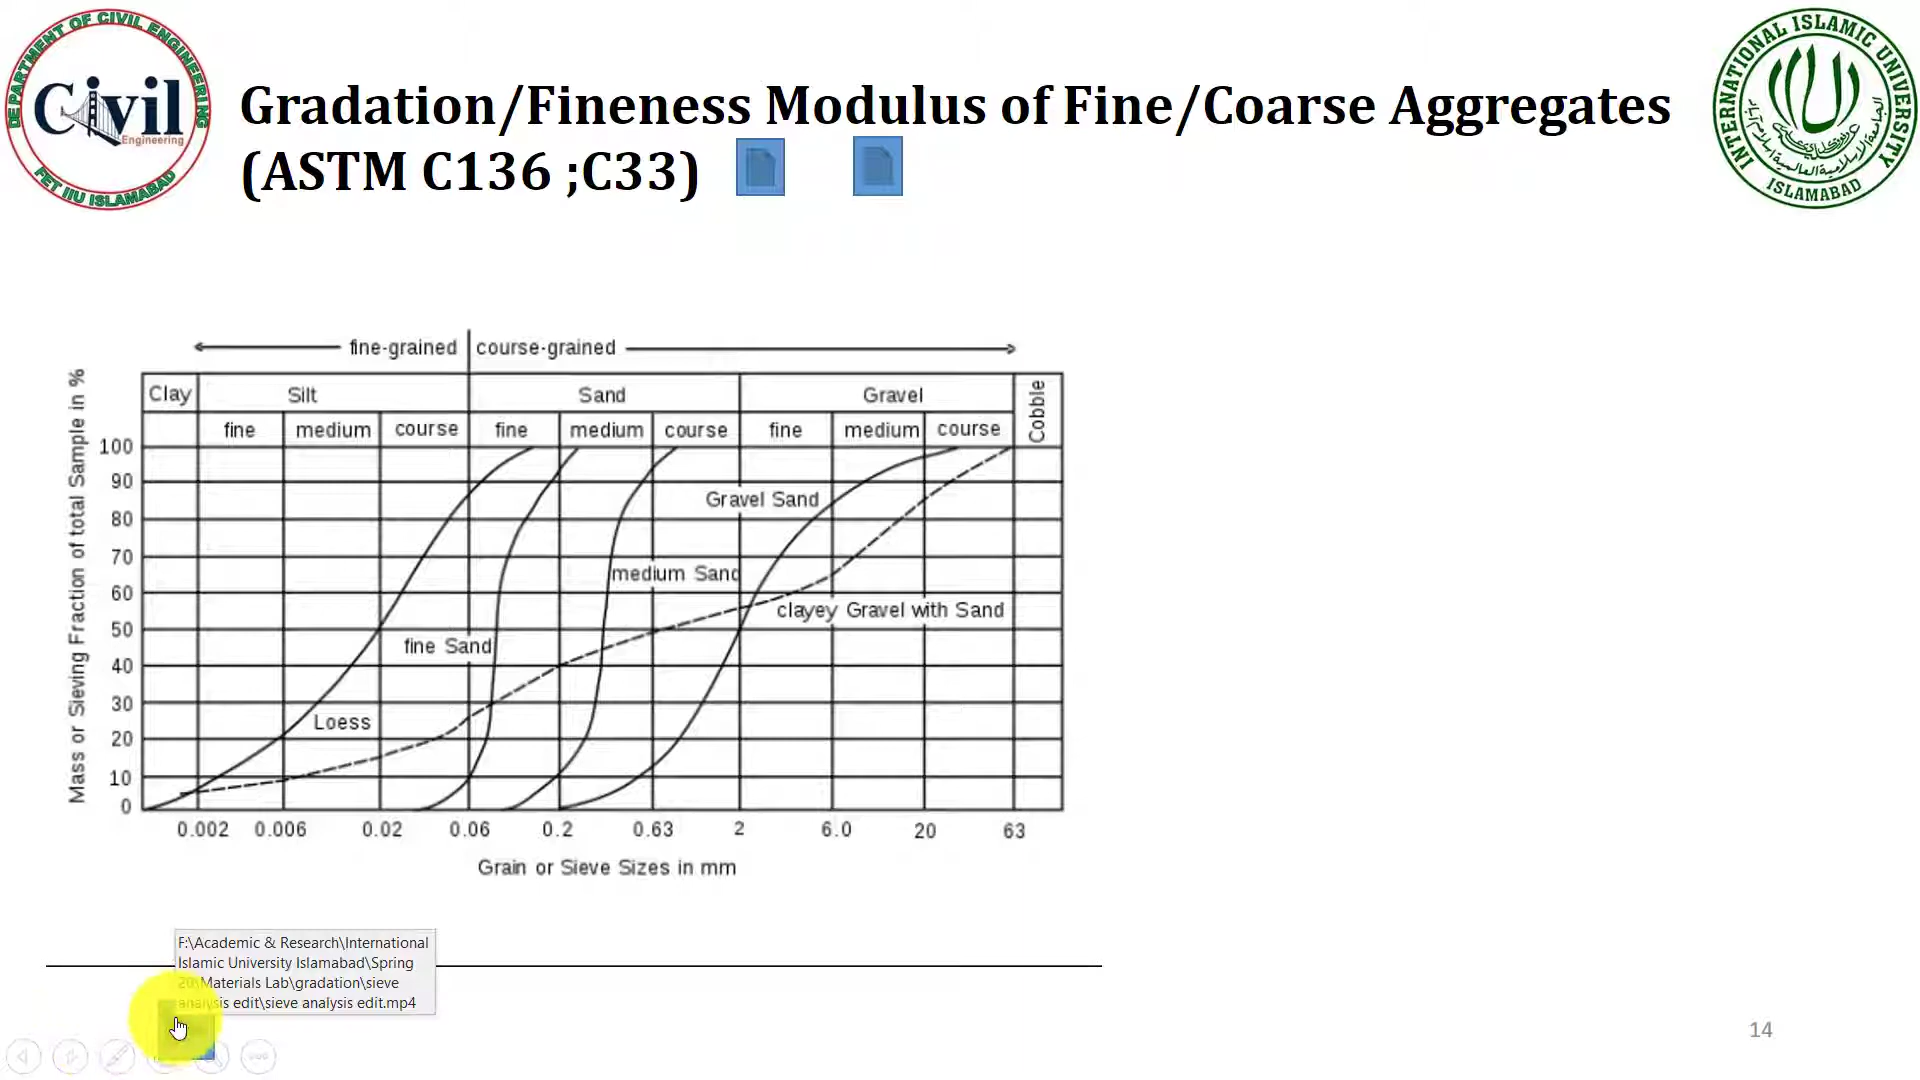 DEPARTMENT OF CIVIL ENGINEERING
Civil
Engineering
FET IIU ISLAMABAD
Gradation/Fineness Modulus of Fine/Coarse Aggregates
(ASTM C136 ;C33)
INTERNATIONAL ISLAMIC UNIVERSITY
ISLAMABAD
fine-grained course-grained
Clay Silt Sand Gravel Cobble
fine medium course fine medium course fine medium course
Mass or Sieving Fraction of total Sample in %
100
90
80
70
60
50
40
30
20
10
0
Gravel Sand
medium Sand
clayey Gravel with Sand
fine Sand
Loess
0.002 0.006 0.02 0.06 0.2 0.63 2 6.0 20 63
Grain or Sieve Sizes in mm
F:\Academic & Research\International
Islamic University Islamabad\Spring
20\Materials Lab\gradation\sieve
analysis edit\sieve analysis edit.mp4
14